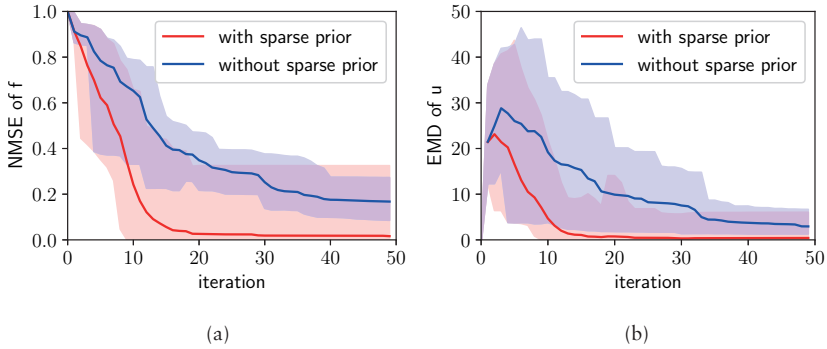 1.0
0.8
0.6
0.4
0.2
0.0
NMSE of f
with sparse prior
without sparse prior
0 10 20 30 40 50
iteration
(a)
50
40
30
20
10
0
EMD of u
with sparse prior
without sparse prior
0 10 20 30 40 50
iteration
(b)